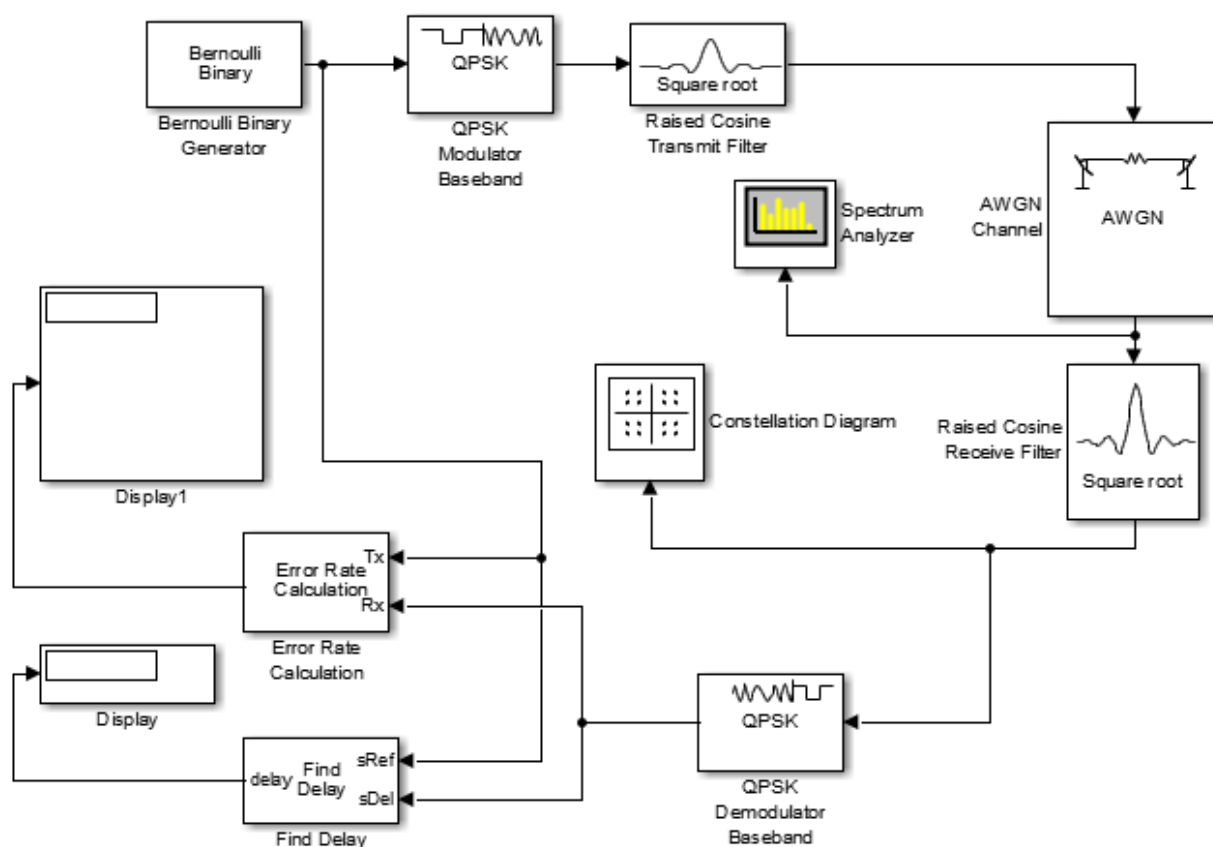 Bernoulli
Binary
Bernoulli Binary
Generator
QPSK
QPSK
Modulator
Baseband
Square root
Raised Cosine
Transmit Filter
Spectrum
Analyzer
AWGN
Channel
AWGN
Constellation Diagram
Raised Cosine
Receive Filter
Square root
Display1
Tx
Error Rate
Calculation
Rx
Error Rate
Calculation
Display
QPSK
QPSK
Demodulator
Baseband
sRef
delay
Find
Delay
sDel
Find Delay